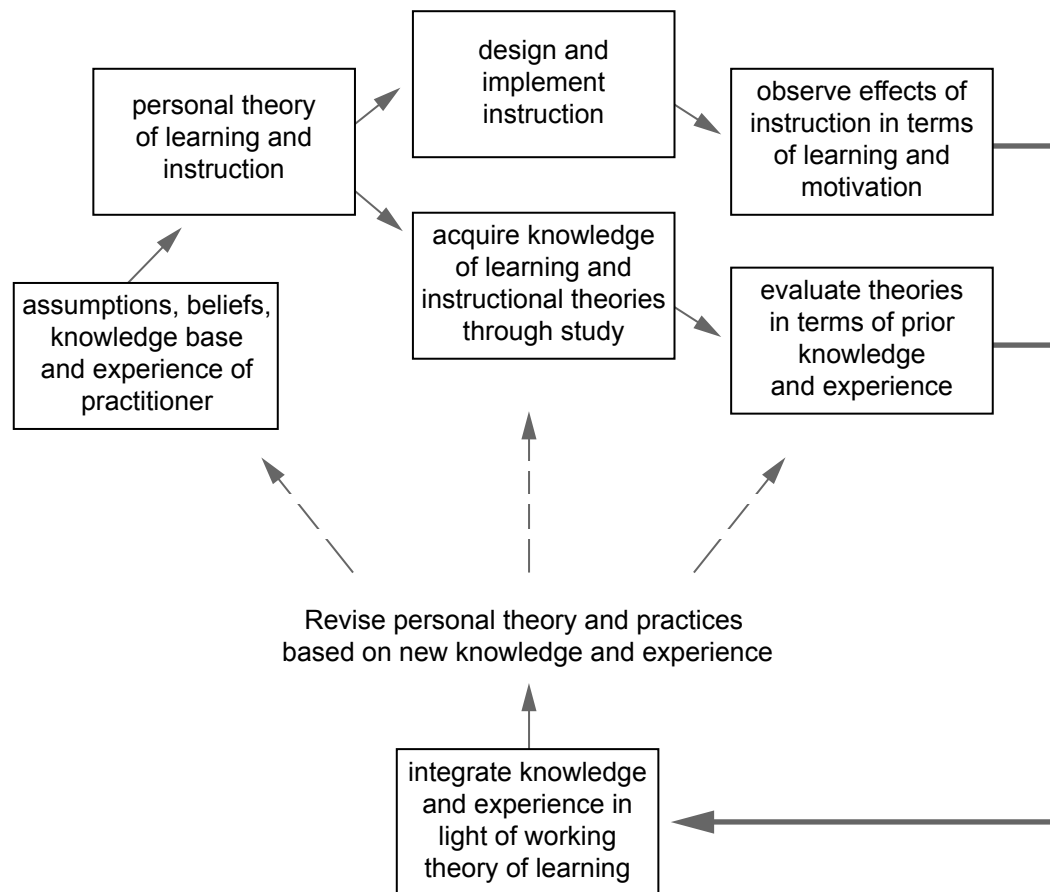 design and
implement
instruction
personal theory
of learning and
instruction
observe effects of
instruction in terms
of learning and
motivation
acquire knowledge
of learning and
instructional theories
through study
assumptions, beliefs,
knowledge base
and experience of
practitioner
evaluate theories
in terms of prior
knowledge
and experience
Revise personal theory and practices
based on new knowledge and experience
integrate knowledge
and experience in
light of working
theory of learning